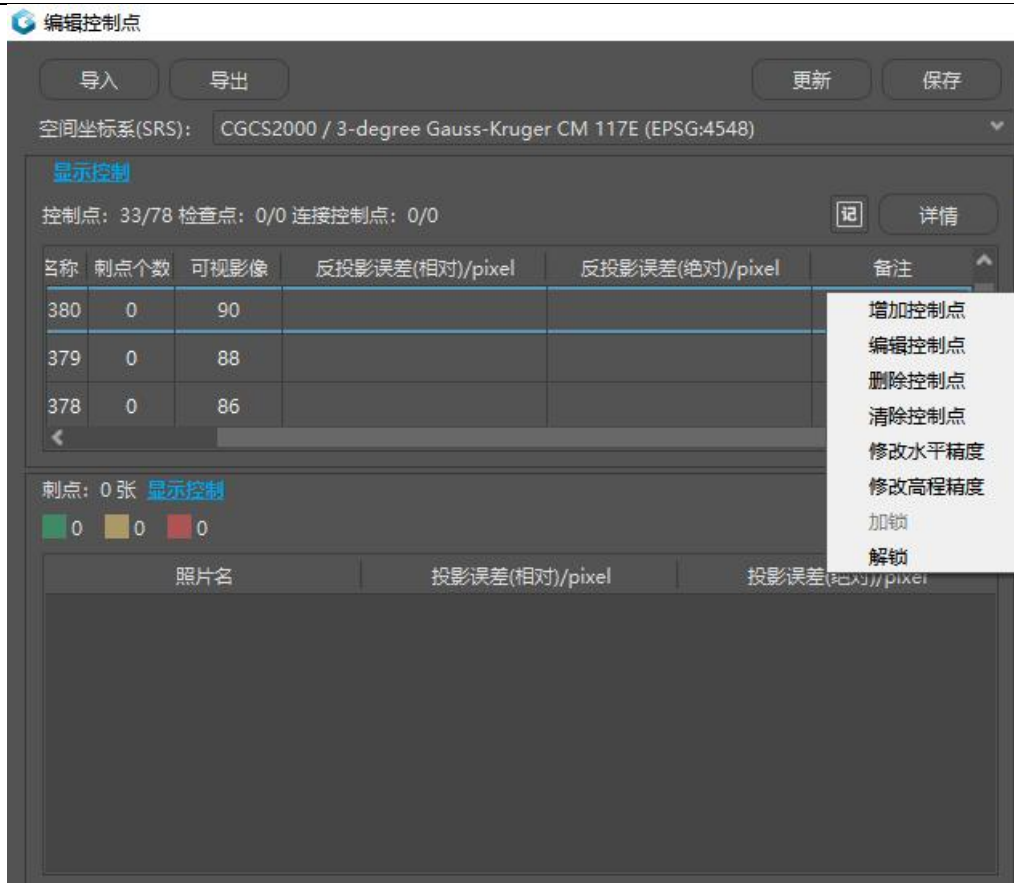 编辑控制点
导入 导出 更新 保存
空间坐标系(SRS): CGCS2000 / 3-degree Gauss-Kruger CM 117E (EPSG:4548)
显示控制
控制点: 33/78 检查点: 0/0 连接控制点: 0/0 记 详情
名称 刺点个数 可视影像 反投影误差(相对)/pixel 反投影误差(绝对)/pixel 备注
380 0 90
379 0 88
378 0 86
增加控制点
编辑控制点
删除控制点
清除控制点
修改水平精度
修改高程精度
加锁
解锁
刺点: 0 张 显示控制
0 0 0
照片名 投影误差(相对)/pixel 投影误差(绝对)/pixel